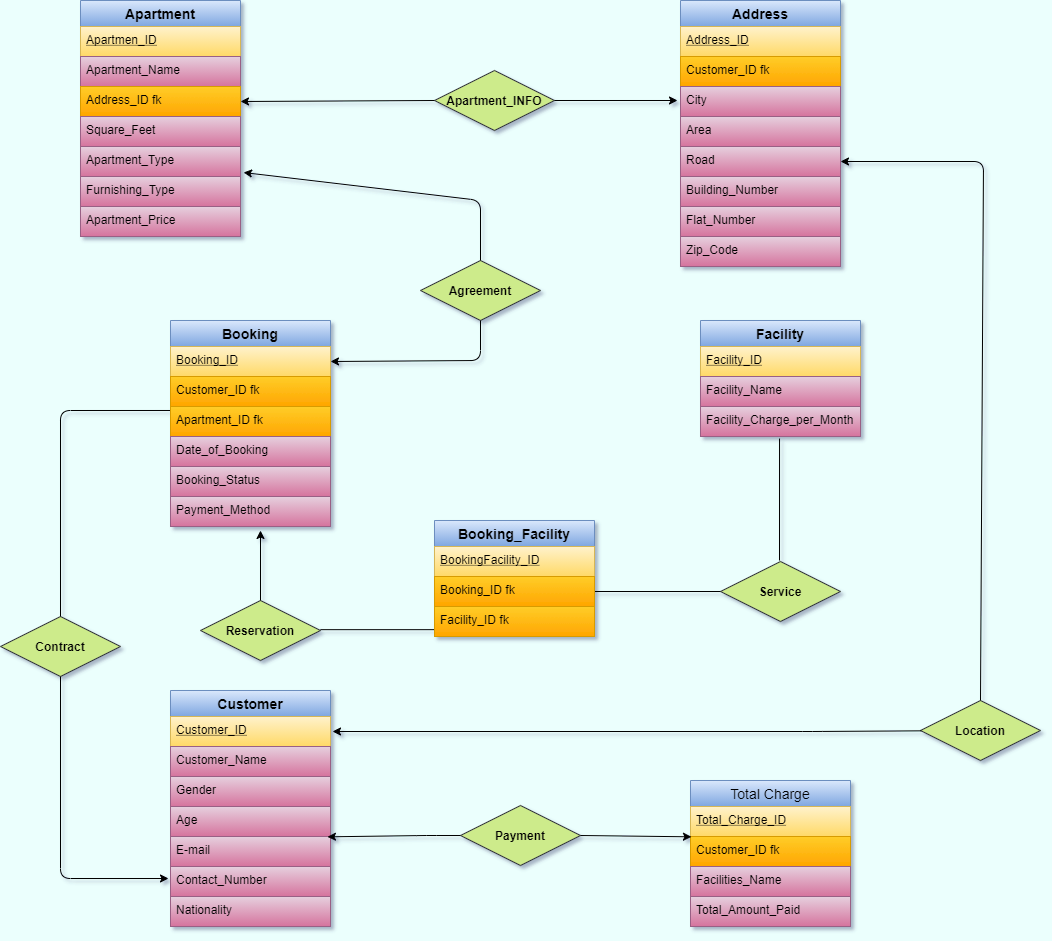 Apartment
Apartmen_ID
Apartment_Name
Address_ID fk
Square_Feet
Apartment_Type
Furnishing_Type
Apartment_Price
Apartment_INFO
Address
Address_ID
Customer_ID fk
City
Area
Road
Building_Number
Flat_Number
Zip_Code
Agreement
Booking
Booking_ID
Customer_ID fk
Apartment_ID fk
Date_of_Booking
Booking_Status
Payment_Method
Facility
Facility_ID
Facility_Name
Facility_Charge_per_Month
Booking_Facility
BookingFacility_ID
Booking_ID fk
Facility_ID fk
Service
Reservation
Contract
Customer
Customer_ID
Customer_Name
Gender
Age
E-mail
Contact_Number
Nationality
Location
Payment
Total Charge
Total_Charge_ID
Customer_ID fk
Facilities_Name
Total_Amount_Paid